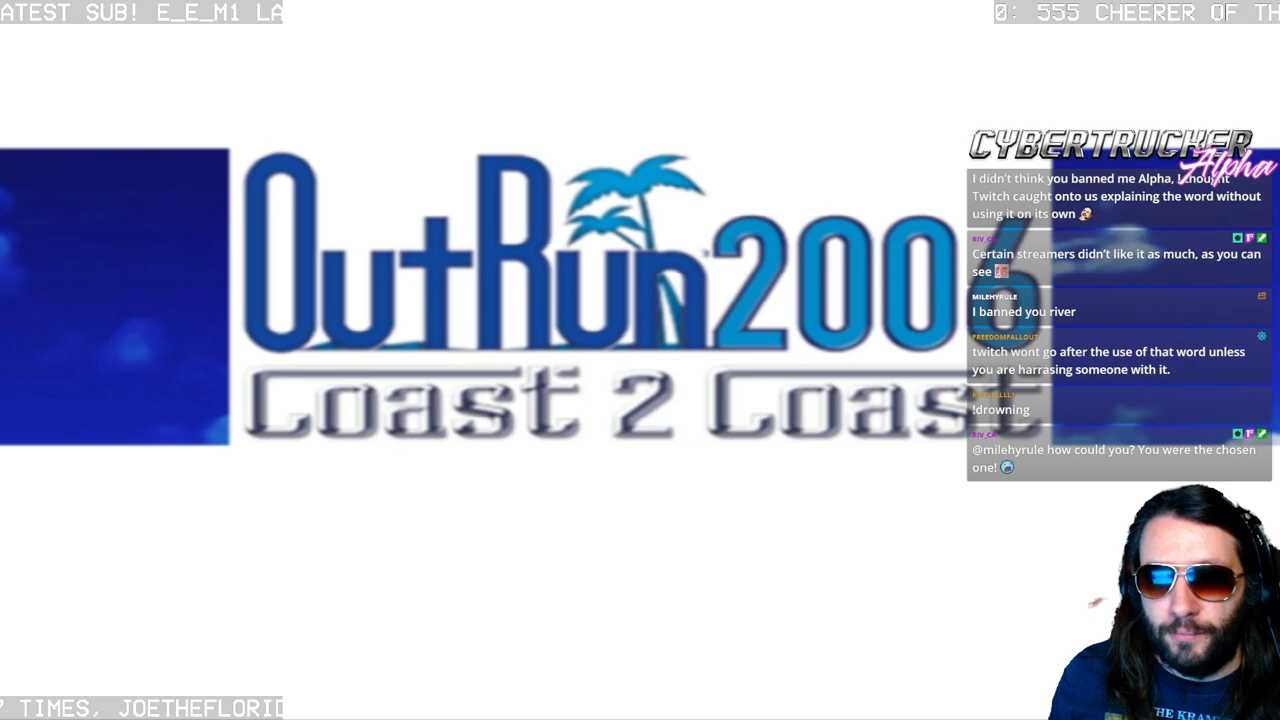 ATEST SUB! E_E_M1 LA
0: 555 CHEERER OF TH
OutRun2006
Coast 2 Coast
CYBERTRUCKER
Alpha
I didn't think you banned me Alpha, I thought
Twitch caught onto us explaining the word without
using it on its own
RIV_CA
Certain streamers didn't like it as much, as you can
see
MILEHYRULE
I banned you river
FREEDOMFALLOUT
twitch wont go after the use of that word unless
you are harrasing someone with it.
!drowning
RIV_CA
@milehyrule how could you? You were the chosen
one!
7 TIMES, JOETHEFLORID
THE KRAM